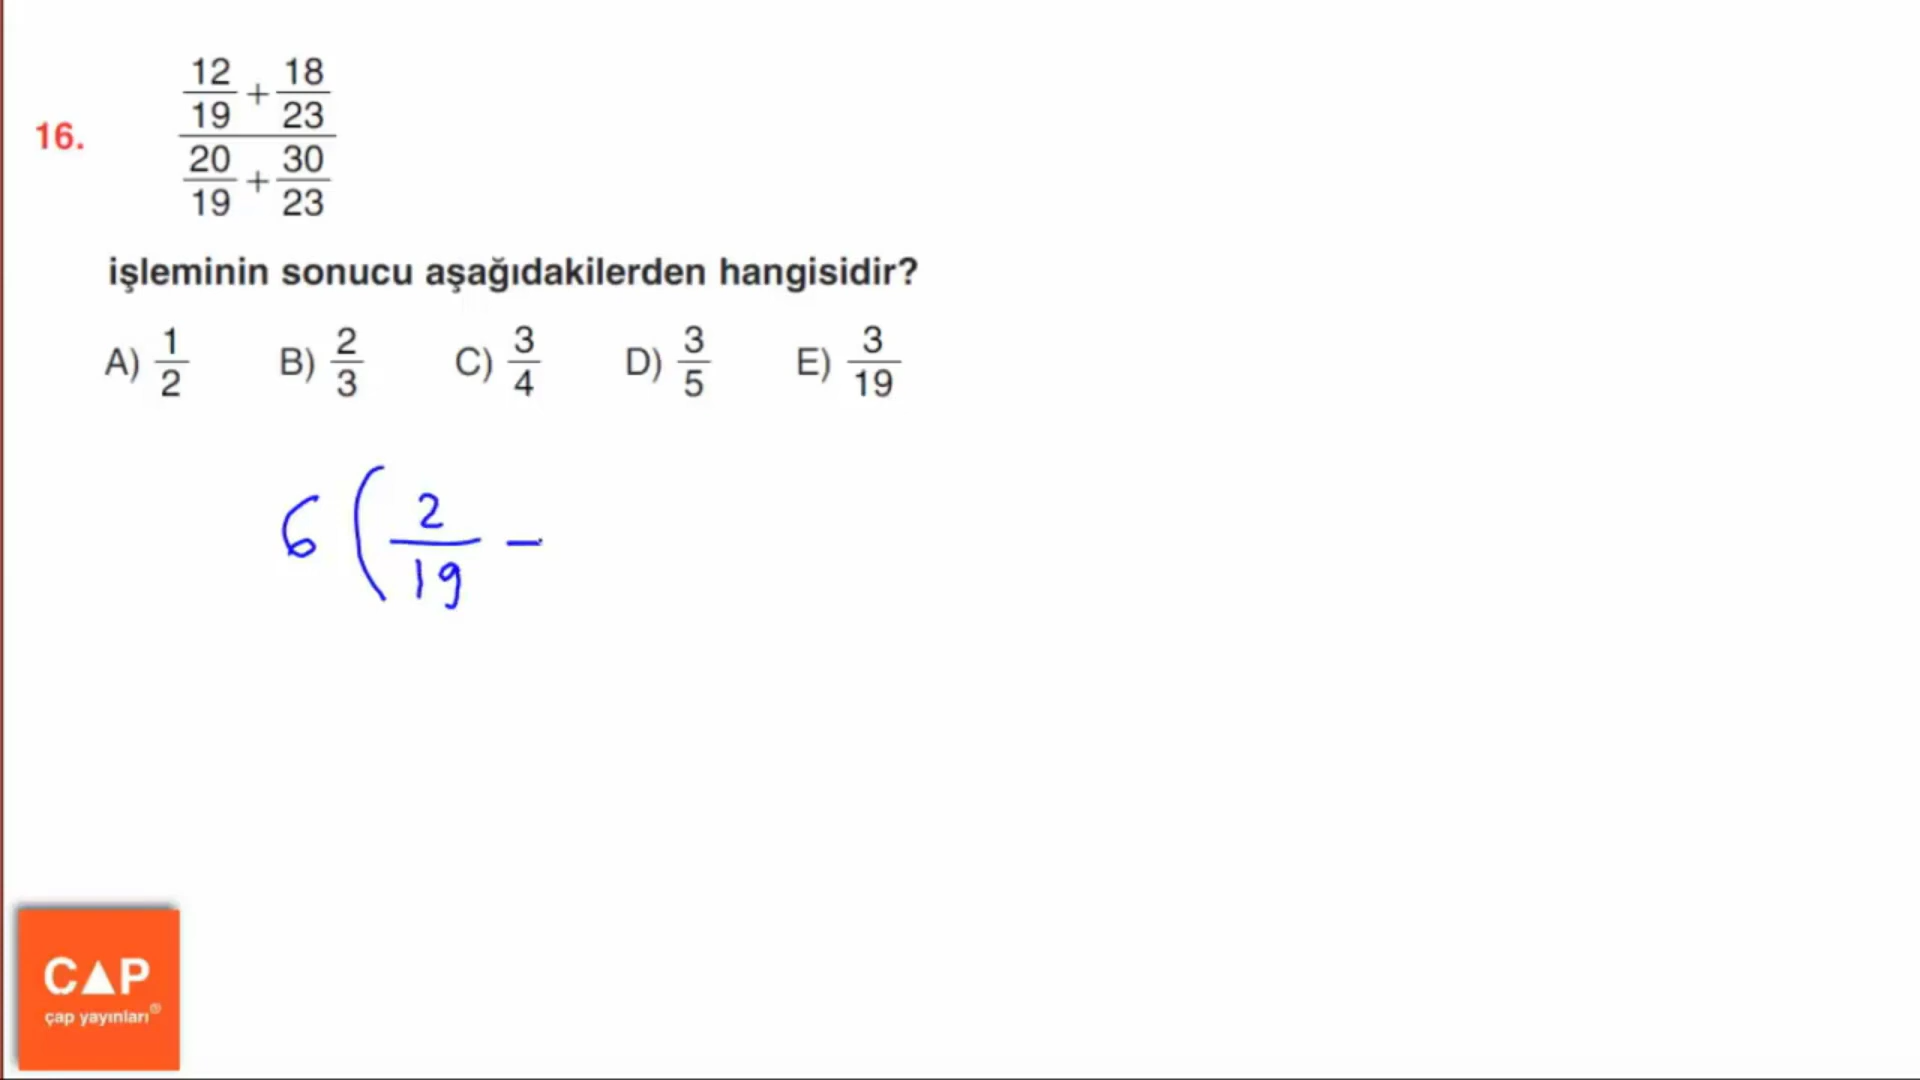 16.
12/19 + 18/23
20/19 + 30/23
işleminin sonucu aşağıdakilerden hangisidir?
A) 1/2 B) 2/3 C) 3/4 D) 3/5 E) 3/19
6 ( 2/19 -
CAP
çap yayınları®